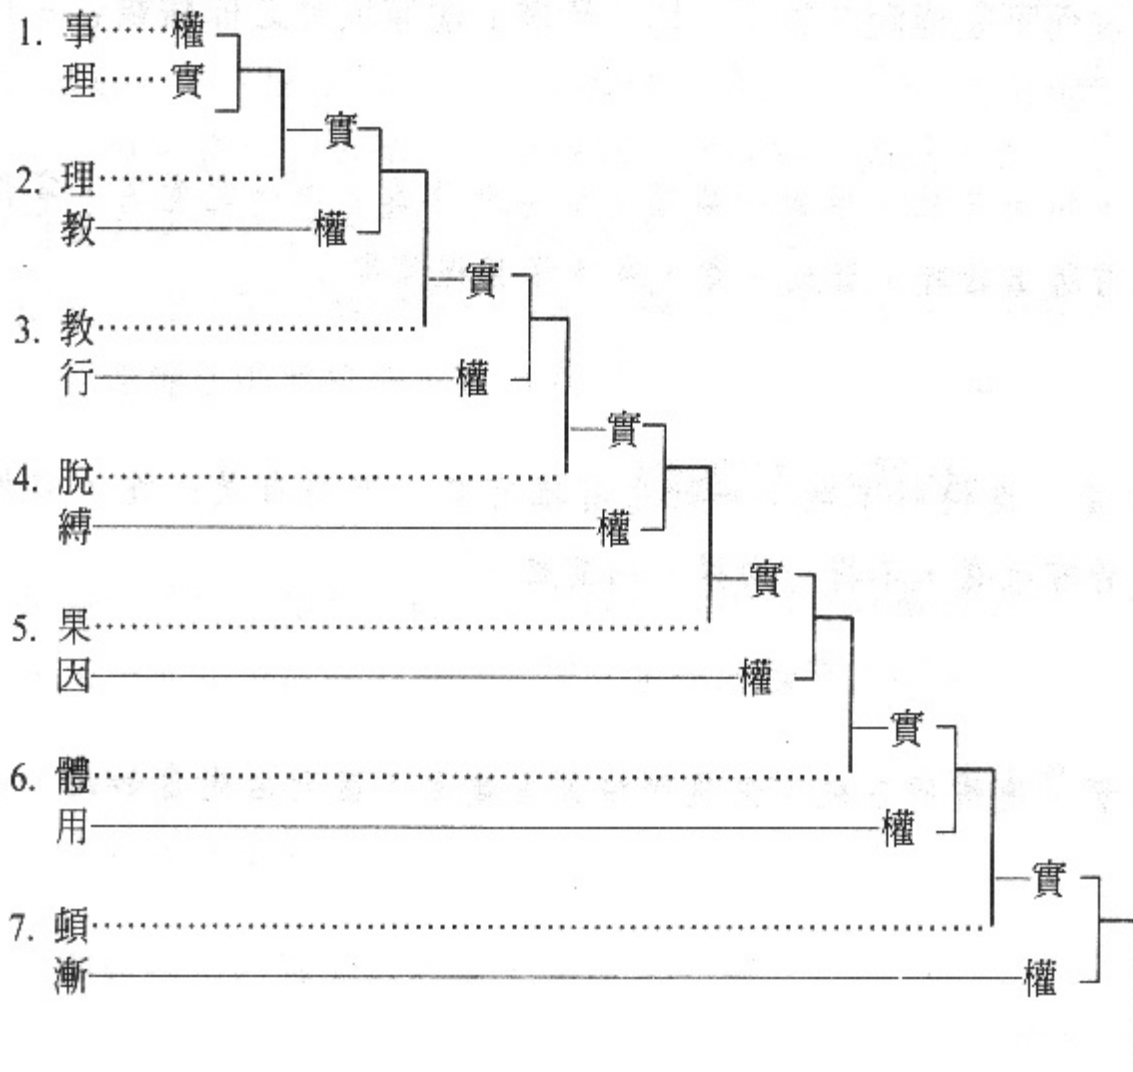 1. 事……權
理……實
實
2. 理
教 權
實
3. 教
行 權
實
4. 脫
縛 權
實
5. 果
因 權
實
6. 體
用 權
實
7. 頓
漸 權